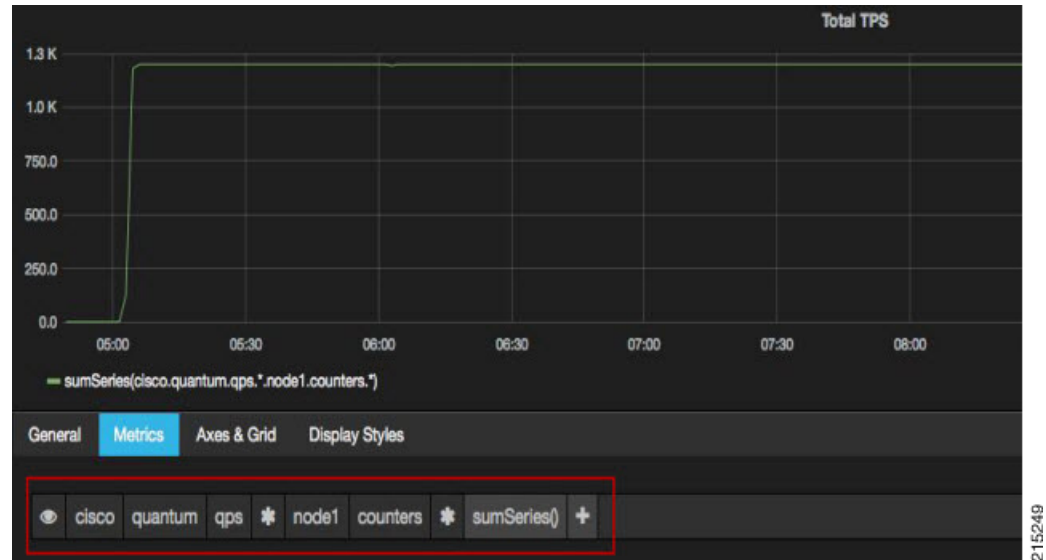 Total TPS
1.3 K
1.0 K
750.0
500.0
250.0
0.0
05:00 05:30 06:00 06:30 07:00 07:30 08:00
sumSeries(cisco.quantum.qps.*.node1.counters.*)
General Metrics Axes & Grid Display Styles
cisco quantum qps * node1 counters * sumSeries() +
215249